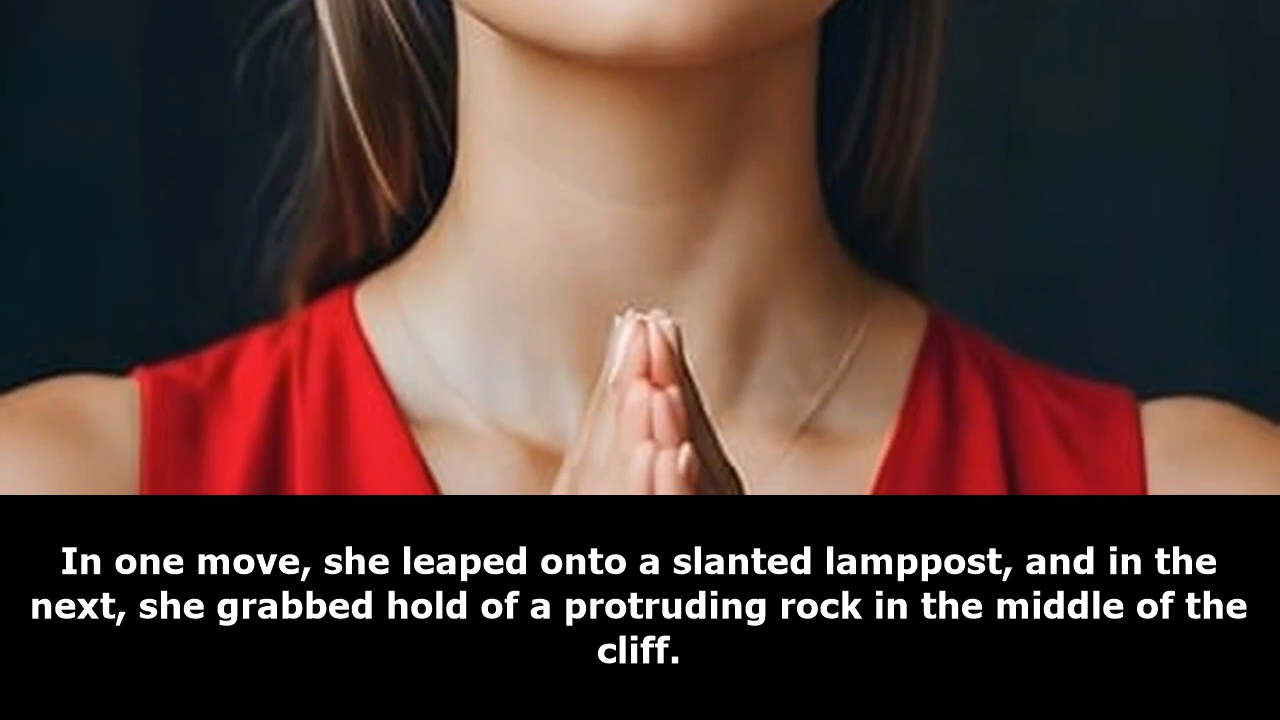 In one move, she leaped onto a slanted lamppost, and in the
next, she grabbed hold of a protruding rock in the middle of the
cliff.